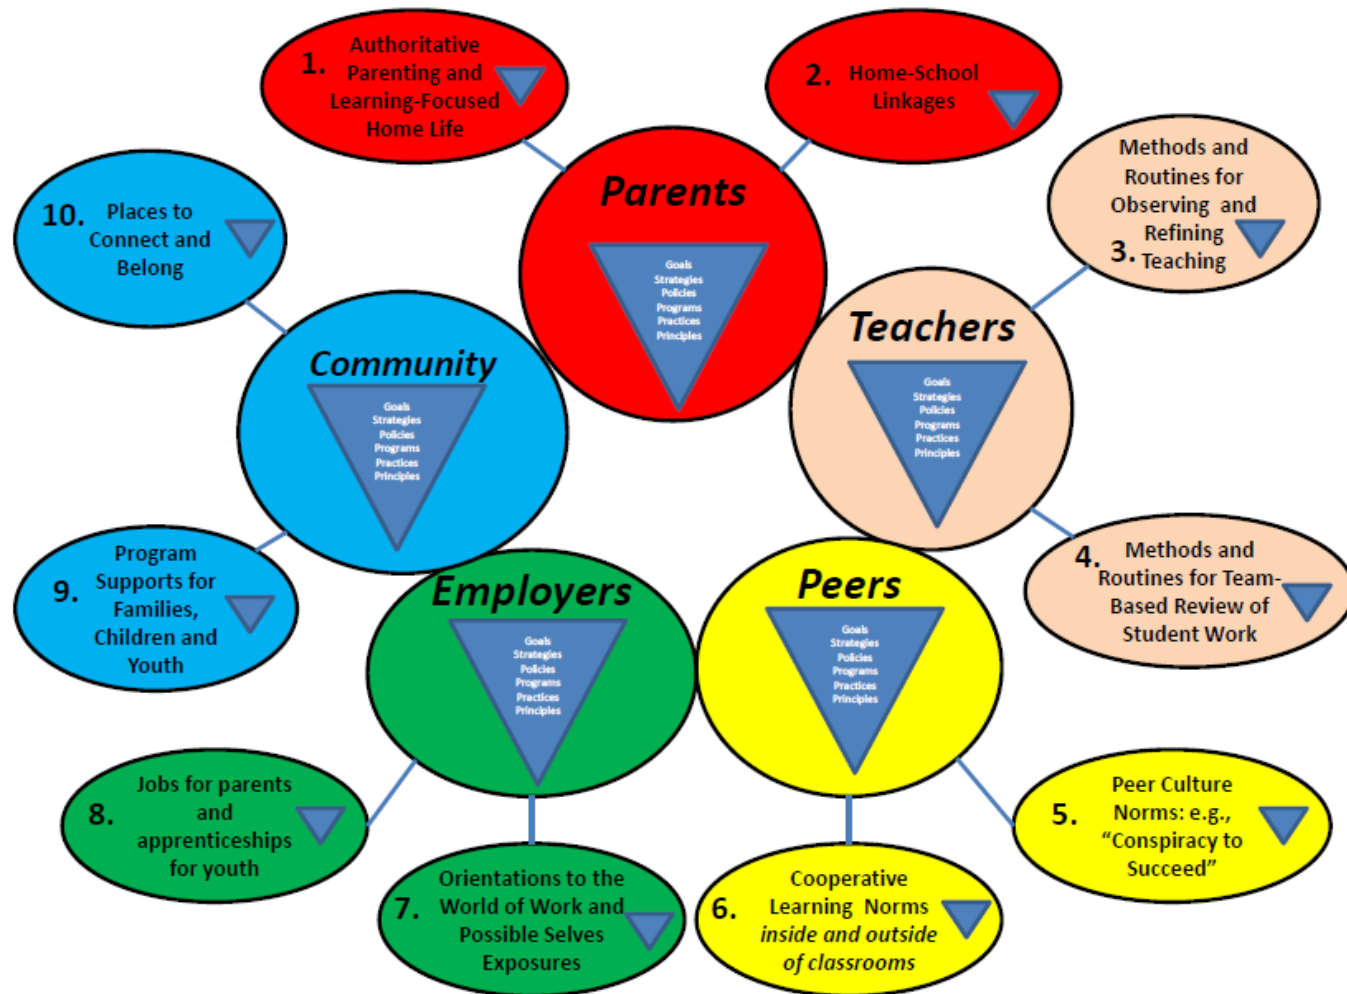 1. Authoritative
Parenting and
Learning-Focused
Home Life
2. Home-School
Linkages
Parents
Goals
Strategies
Policies
Programs
Practices
Principles
Methods and
Routines for
Observing and
Refining
3. Teaching
Teachers
Goals
Strategies
Policies
Programs
Practices
Principles
4. Methods and
Routines for Team-
Based Review of
Student Work
Peers
Goals
Strategies
Policies
Programs
Practices
Principles
5. Peer Culture
Norms: e.g.,
“Conspiracy to
Succeed”
6. Cooperative
Learning Norms
inside and outside
of classrooms
Employers
Goals
Strategies
Policies
Programs
Practices
Principles
7. Orientations to the
World of Work and
Possible Selves
Exposures
8. Jobs for parents
and
apprenticeships
for youth
Community
Goals
Strategies
Policies
Programs
Practices
Principles
9. Program
Supports for
Families,
Children and
Youth
10. Places to
Connect and
Belong